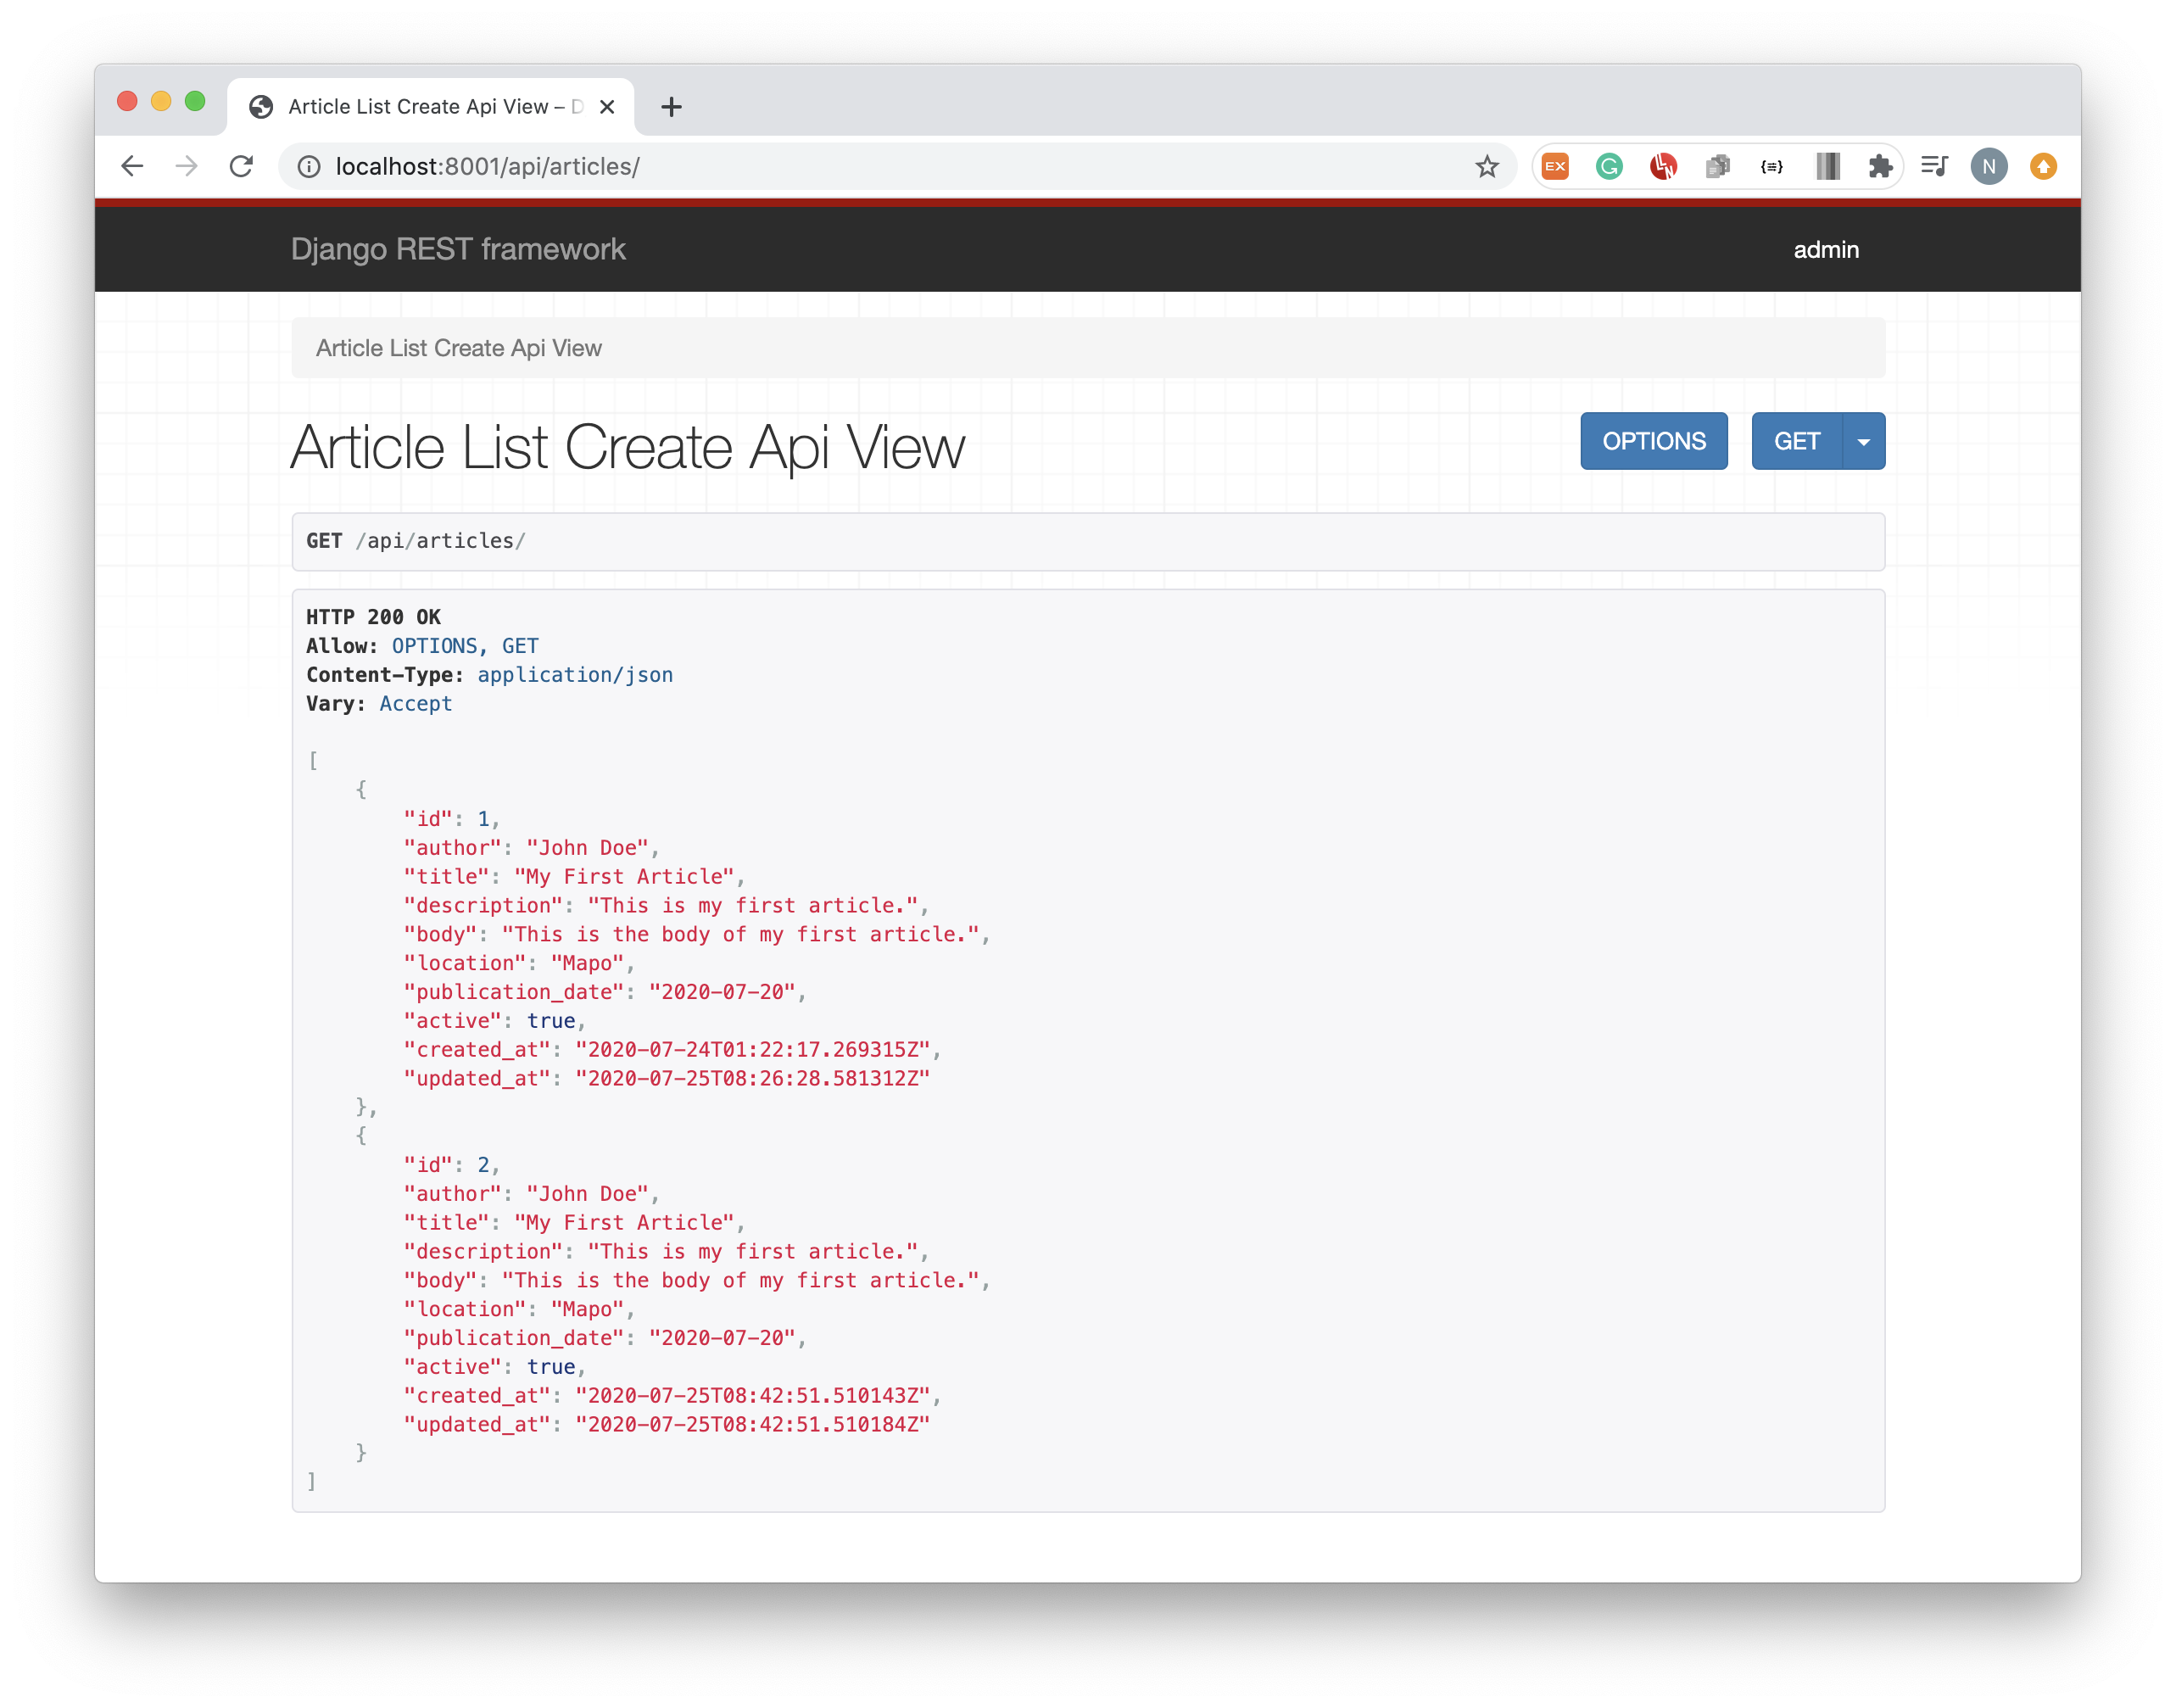 Article List Create Api View – D
localhost:8001/api/articles/
EX
G
LN
{≡}
N
Django REST framework
admin
Article List Create Api View
Article List Create Api View
OPTIONS
GET
GET /api/articles/
HTTP 200 OK
Allow: OPTIONS, GET
Content-Type: application/json
Vary: Accept
[
    {
        "id": 1,
        "author": "John Doe",
        "title": "My First Article",
        "description": "This is my first article.",
        "body": "This is the body of my first article.",
        "location": "Mapo",
        "publication_date": "2020-07-20",
        "active": true,
        "created_at": "2020-07-24T01:22:17.269315Z",
        "updated_at": "2020-07-25T08:26:28.581312Z"
    },
    {
        "id": 2,
        "author": "John Doe",
        "title": "My First Article",
        "description": "This is my first article.",
        "body": "This is the body of my first article.",
        "location": "Mapo",
        "publication_date": "2020-07-20",
        "active": true,
        "created_at": "2020-07-25T08:42:51.510143Z",
        "updated_at": "2020-07-25T08:42:51.510184Z"
    }
]